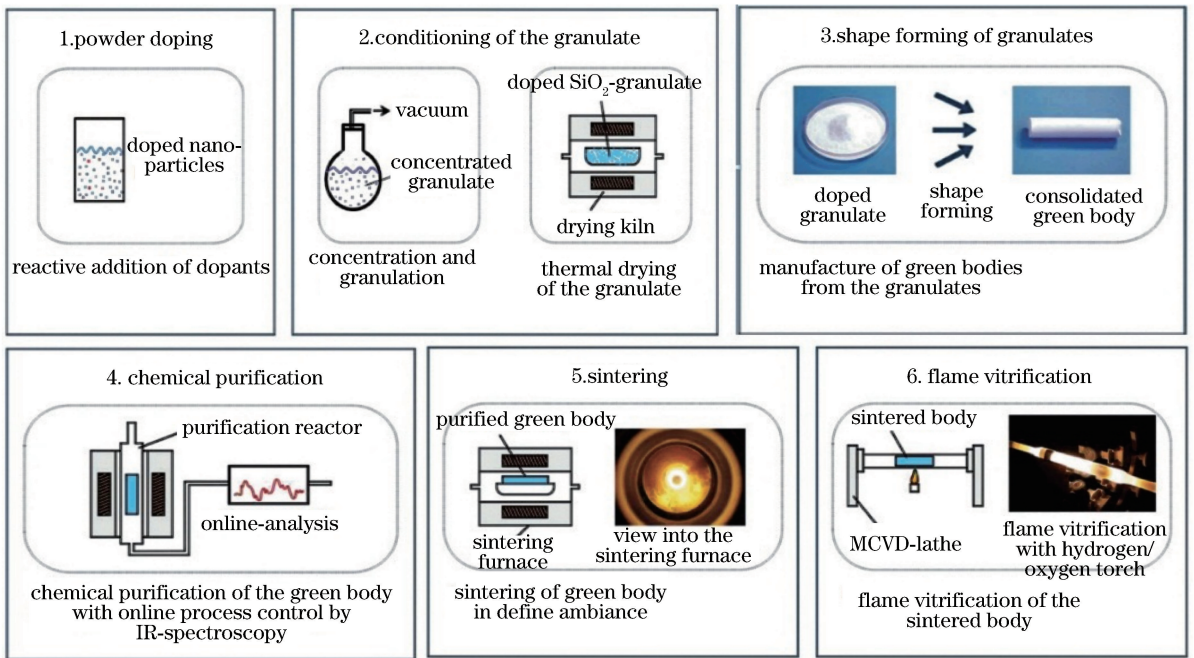 1.powder doping
doped nano-
particles
reactive addition of dopants
2.conditioning of the granulate
vacuum
concentrated
granulate
concentration and
granulation
doped SiO₂-granulate
drying kiln
thermal drying
of the granulate
3.shape forming of granulates
doped
granulate
shape
forming
consolidated
green body
manufacture of green bodies
from the granulates
4. chemical purification
purification reactor
online-analysis
chemical purification of the green body
with online process control by
IR-spectroscopy
5.sintering
purified green body
sintering
furnace
view into the
sintering furnace
sintering of green body
in define ambiance
6. flame vitrification
sintered body
MCVD-lathe
flame vitrification
with hydrogen/
oxygen torch
flame vitrification of the
sintered body